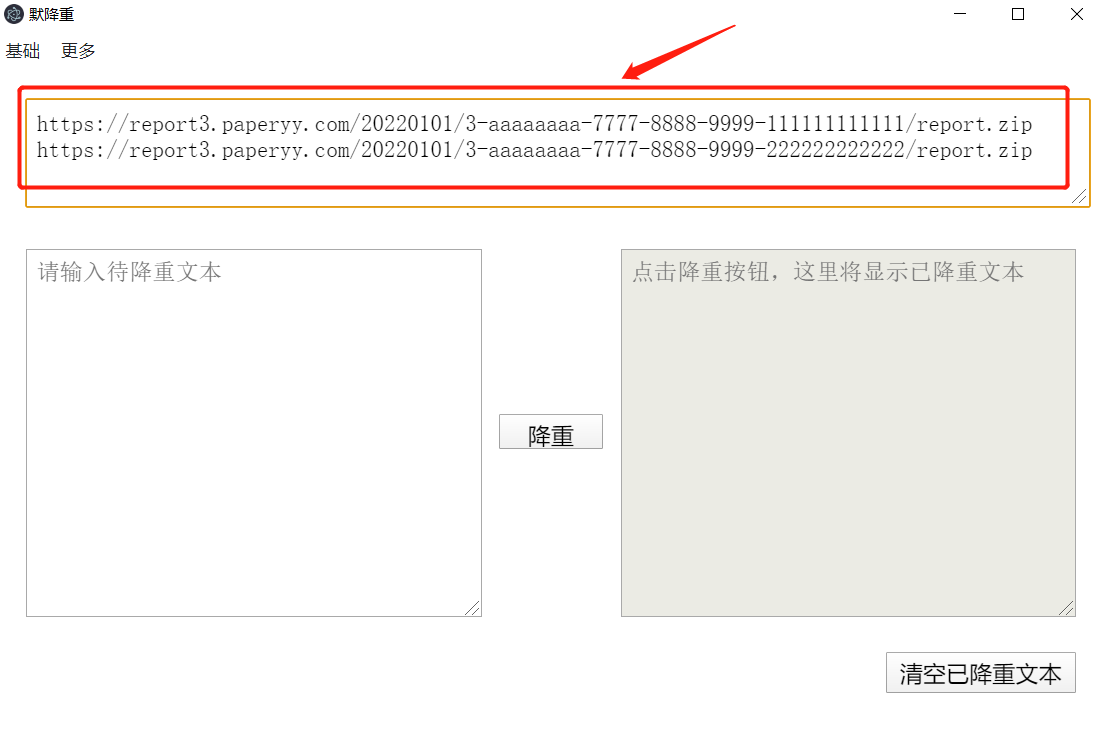 默降重
基础 更多
https://report3.paperyy.com/20220101/3-aaaaaaaa-7777-8888-9999-111111111111/report.zip
https://report3.paperyy.com/20220101/3-aaaaaaaa-7777-8888-9999-222222222222/report.zip
请输入待降重文本
点击降重按钮，这里将显示已降重文本
降重
清空已降重文本